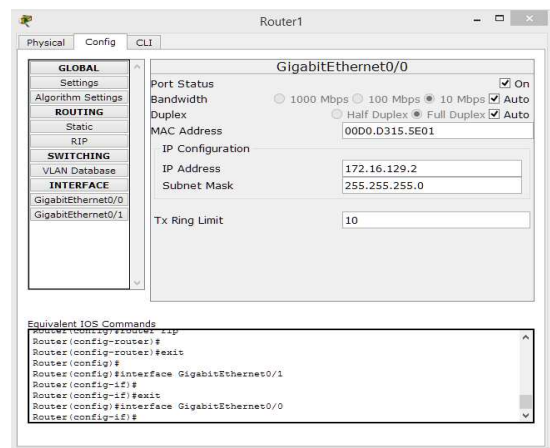 Router1
Physical Config CLI
GLOBAL
Settings
Algorithm Settings
ROUTING
Static
RIP
SWITCHING
VLAN Database
INTERFACE
GigabitEthernet0/0
GigabitEthernet0/1
GigabitEthernet0/0
Port Status On
Bandwidth 1000 Mbps 100 Mbps 10 Mbps Auto
Duplex Half Duplex Full Duplex Auto
MAC Address 00D0.D315.5E01
IP Configuration
IP Address 172.16.129.2
Subnet Mask 255.255.255.0
Tx Ring Limit 10
Equivalent IOS Commands
Router(config)#router rip
Router(config-router)#
Router(config-router)#exit
Router(config)#
Router(config)#interface GigabitEthernet0/1
Router(config-if)#
Router(config-if)#exit
Router(config)#interface GigabitEthernet0/0
Router(config-if)#